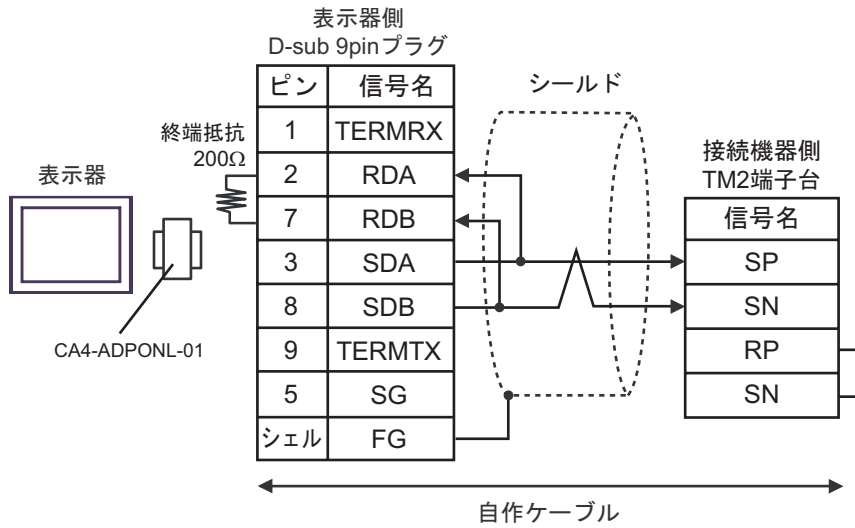 表示器側
D-sub 9pinプラグ
ピン 信号名
1 TERMRX
2 RDA
7 RDB
3 SDA
8 SDB
9 TERMTX
5 SG
シェル FG
終端抵抗
200Ω
表示器
CA4-ADPONL-01
シールド
接続機器側
TM2端子台
信号名
SP
SN
RP
SN
自作ケーブル